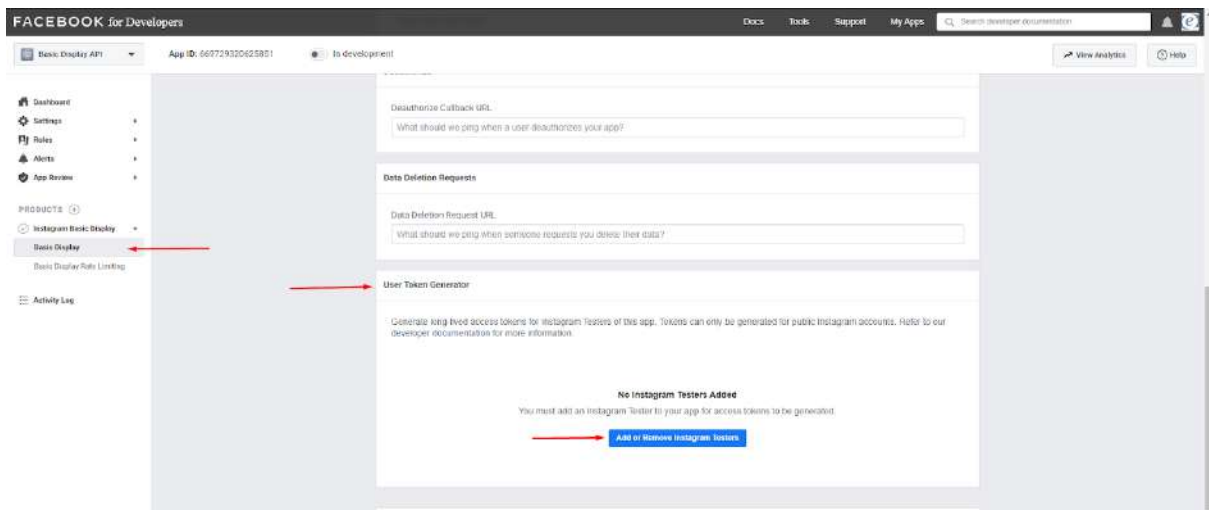 FACEBOOK for Developers
Docs Tools Support My Apps Search developer documentation
Basic Display API App ID: In development View Analytics Help
Dashboard
Settings
Roles
Alerts
App Review
PRODUCTS
Instagram Basic Display
Basic Display
Basic Display Rate Limiting
Activity Log
Deauthorize Callback URL
What should we ping when a user deauthorizes your app?
Data Deletion Requests
Data Deletion Request URL
What should we ping when someone requests you delete their data?
User Token Generator
Generate long-lived access tokens for Instagram Testers of this app. Tokens can only be generated for public Instagram accounts. Refer to our
developer documentation for more information.
No Instagram Testers Added
You must add an Instagram Tester to your app for access tokens to be generated.
Add or Remove Instagram Testers